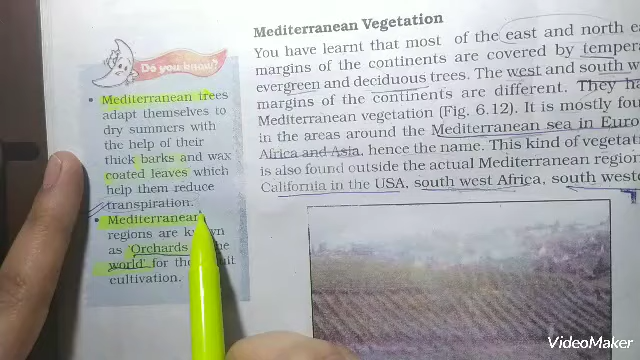 Do you know?
• Mediterranean trees
adapt themselves to
dry summers with
the help of their
thick barks and wax
coated leaves which
help them reduce
transpiration.
• Mediterranean
regions are
as 'Orchards
world' for
cultivation.
Mediterranean Vegetation
You have learnt that most of the east and north
margins of the continents are covered by
evergreen and deciduous trees. The west and
margins of the continents are different. They
Mediterranean vegetation (Fig. 6.12). It is mostly
in the areas around the Mediterranean sea in
Africa and Asia, hence the name. This kind of
is also found outside the actual Mediterranean
California in the USA, south west Africa, south
VideoMaker